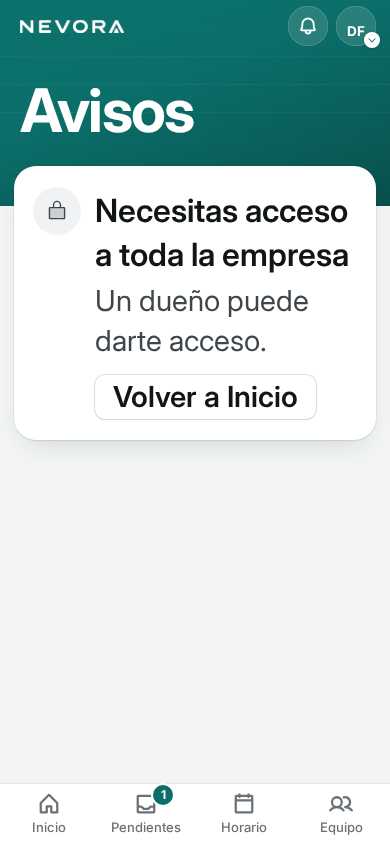 NEVORA
DF
Avisos
Necesitas acceso
a toda la empresa
Un dueño puede
darte acceso.
Volver a Inicio
1
Inicio
Pendientes
Horario
Equipo